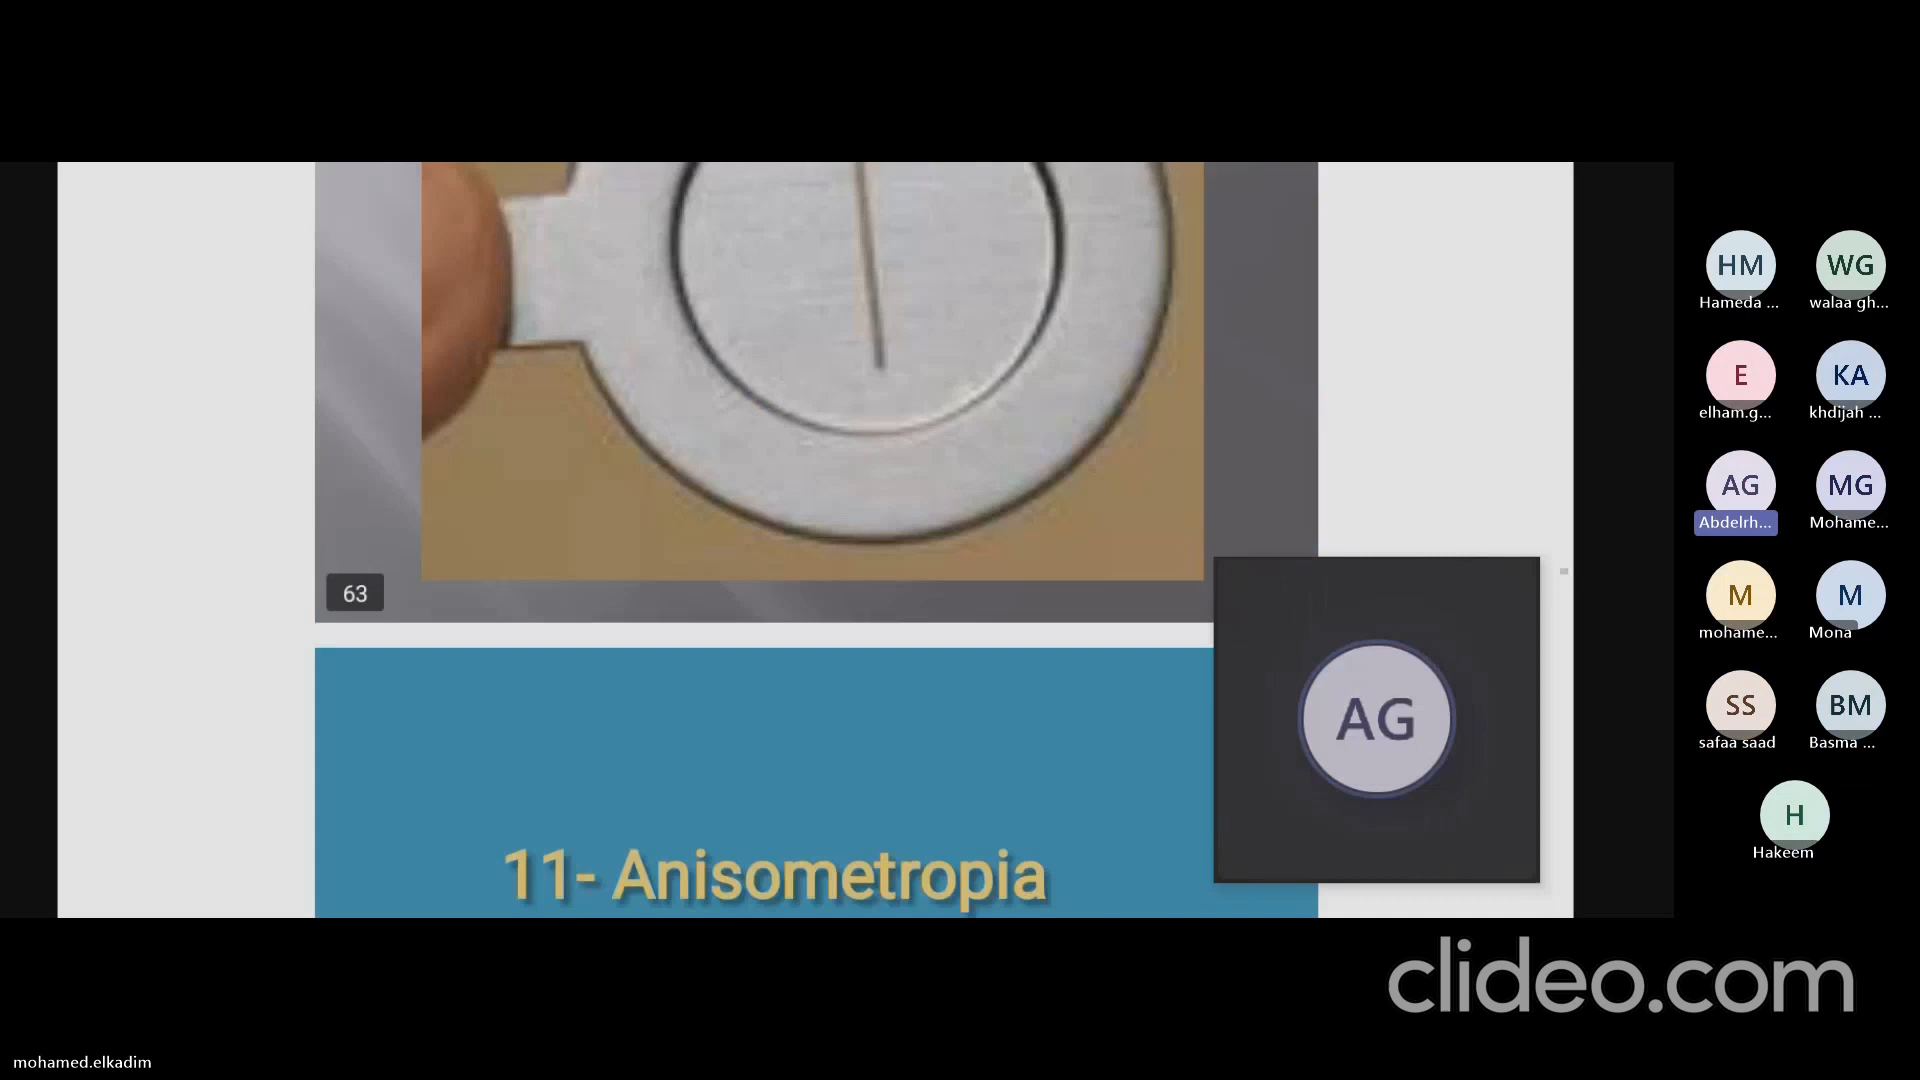 63
11- Anisometropia
AG
HM
Hameda ...
WG
walaa gh...
E
elham.g...
KA
khdijah ...
AG
Abdelrh...
MG
Mohame...
M
mohame...
M
Mona
SS
safaa saad
BM
Basma ...
H
Hakeem
clideo.com
mohamed.elkadim